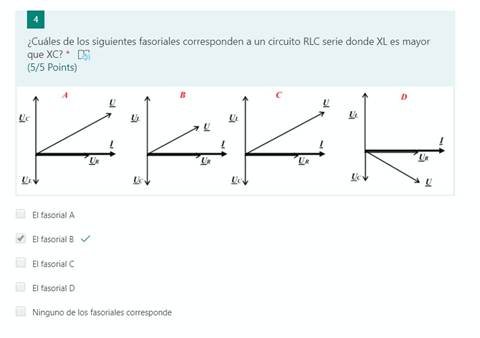 4
¿Cuáles de los siguientes fasoriales corresponden a un circuito RLC serie donde XL es mayor
que XC? *
(5/5 Points)
A B C D
U U U
UC UL UL UL
U
I I I I
UR UR UR UR
UL UC UC UC U
El fasorial A
El fasorial B
El fasorial C
El fasorial D
Ninguno de los fasoriales corresponde